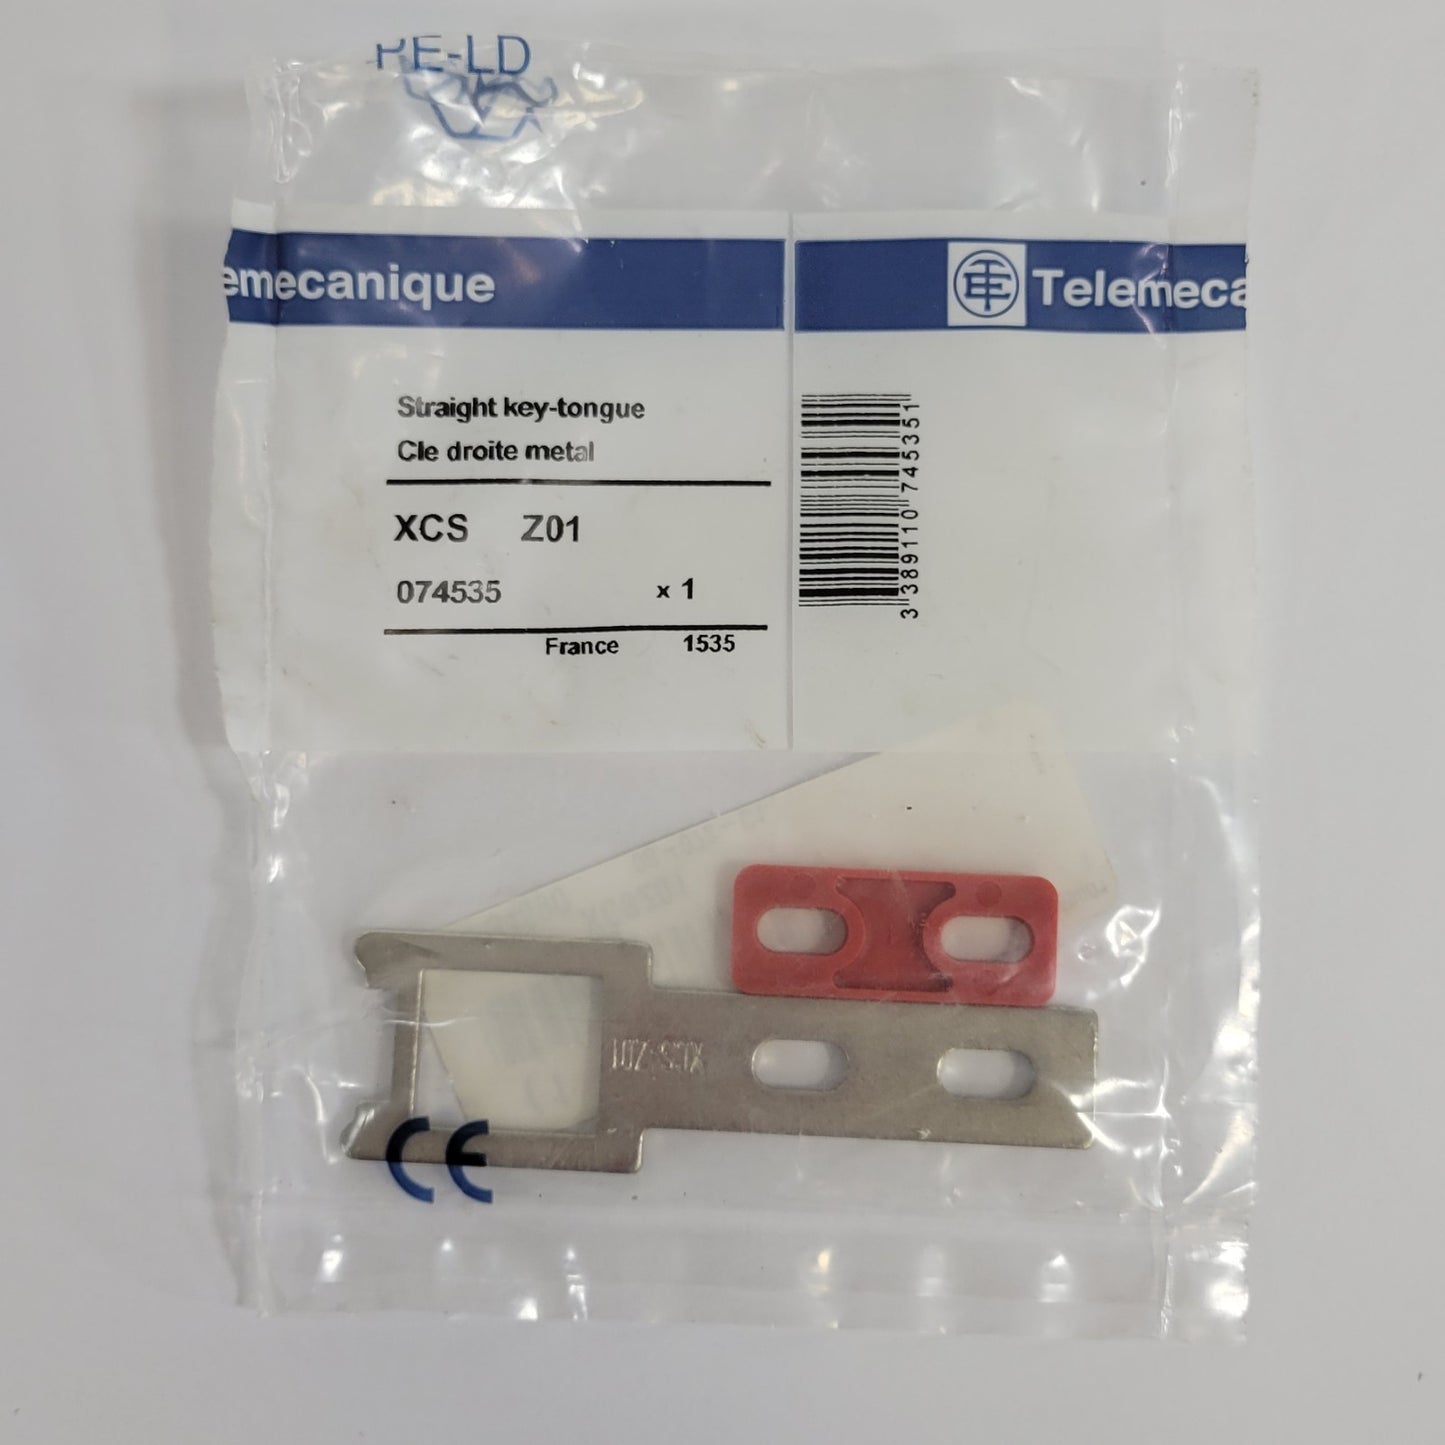 PE-LD
emecanique
Telemeca
Straight key-tongue
Cle droite metal
XCS Z01
074535 x 1
France 1535
3 389110 745351
XCS-Z01
CE